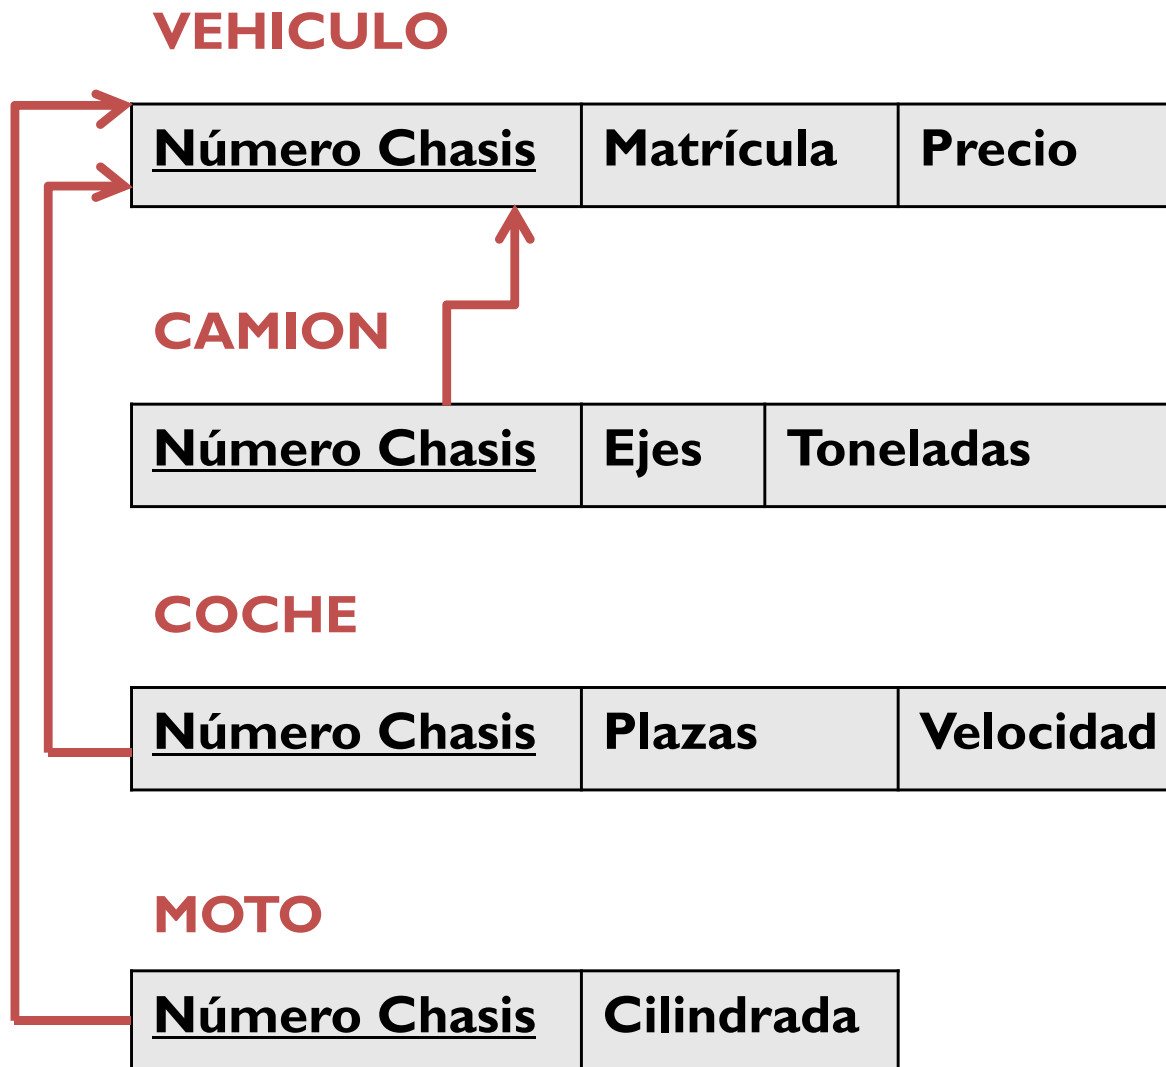 VEHICULO
Número Chasis Matrícula Precio
CAMION
Número Chasis Ejes Toneladas
COCHE
Número Chasis Plazas Velocidad
MOTO
Número Chasis Cilindrada